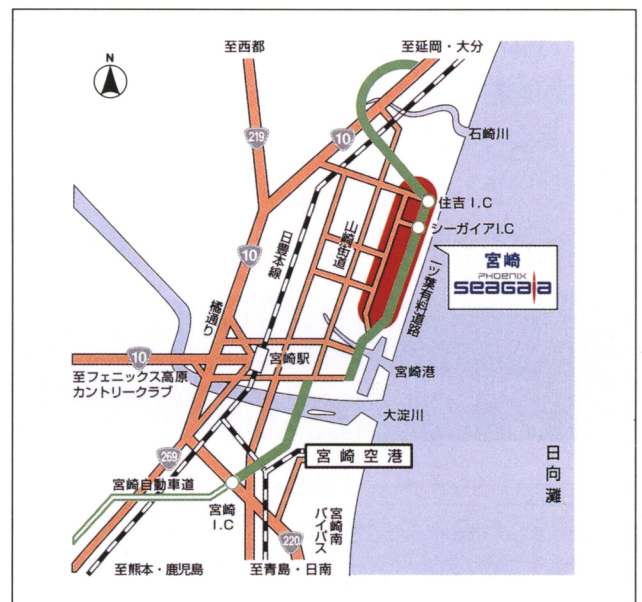 至西都
至延岡・大分
N
219
10
石崎川
住吉 I.C
シーガイアI.C
山崎街道
日豊本線
10
宮崎
PHOENIX
SEAGAIA
一ツ葉有料道路
橘通り
10
宮崎駅
宮崎港
至フェニックス高原
カントリークラブ
大淀川
269
宮崎空港
日向灘
宮崎自動車道
宮崎
I.C
宮崎南
バイパス
220
至熊本・鹿児島
至青島・日南